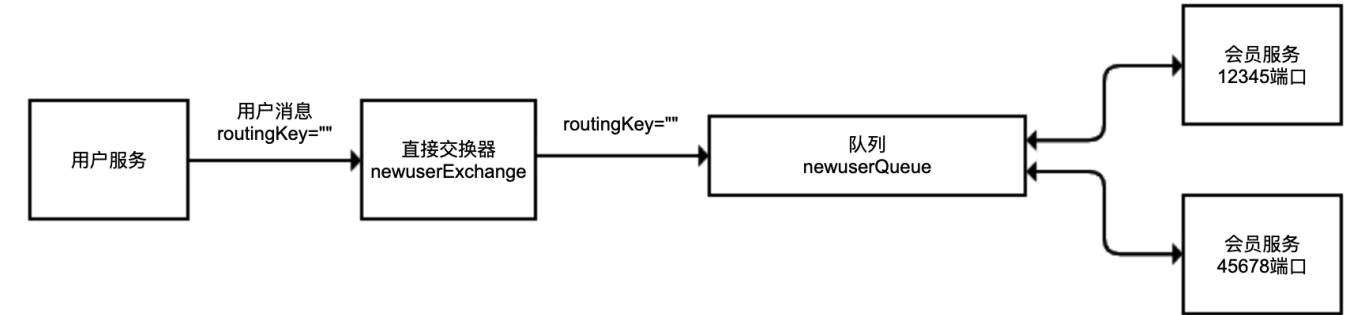 用户服务
用户消息
routingKey=""
直接交换器
newuserExchange
routingKey=""
队列
newuserQueue
会员服务
12345端口
会员服务
45678端口